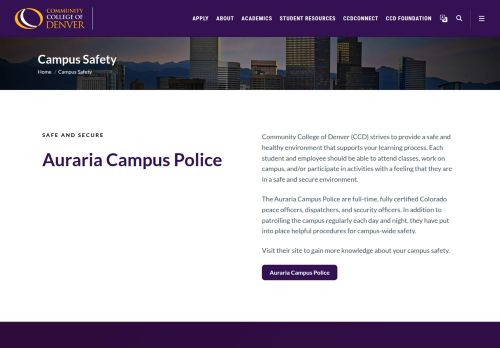 COMMUNITY
COLLEGE OF
DENVER
APPLY ABOUT ACADEMICS STUDENT RESOURCES CCDCONNECT CCD FOUNDATION
Campus Safety
Home / Campus Safety
SAFE AND SECURE
Auraria Campus Police
Community College of Denver (CCD) strives to provide a safe and
healthy environment that supports your learning process. Each
student and employee should be able to attend classes, work on
campus, and/or participate in activities with a feeling that they are
in a safe and secure environment.
The Auraria Campus Police are full-time, fully certified Colorado
peace officers, dispatchers, and security officers. In addition to
patrolling the campus regularly each day and night, they have put
into place helpful procedures for campus-wide safety.
Visit their site to gain more knowledge about your campus safety.
Auraria Campus Police